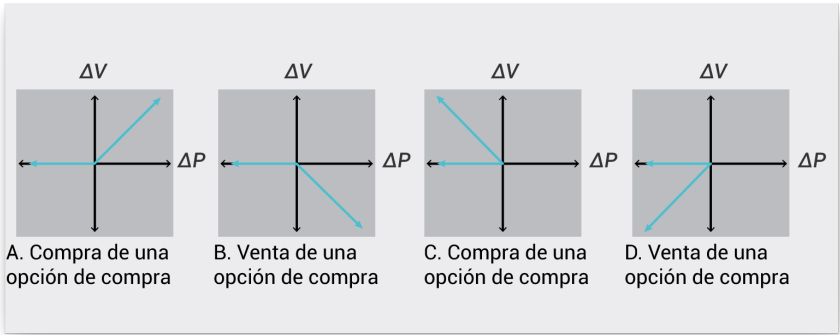 ΔV
ΔP
A. Compra de una
opción de compra
ΔV
ΔP
B. Venta de una
opción de compra
ΔV
ΔP
C. Compra de una
opción de compra
ΔV
ΔP
D. Venta de una
opción de compra